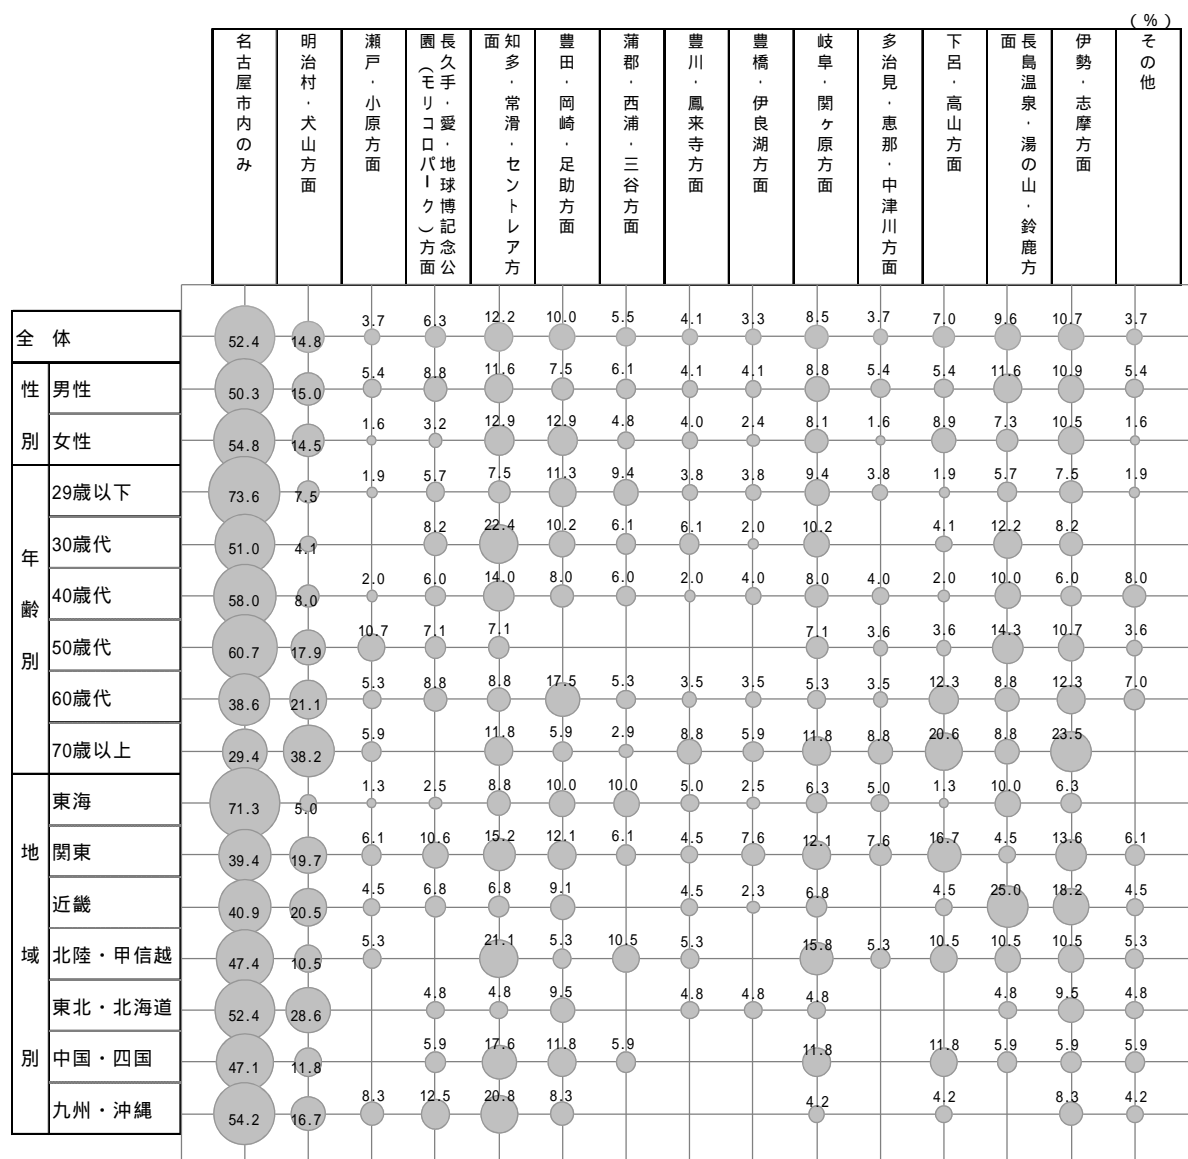 (%)
名古屋市内のみ
明治村・犬山方面
瀬戸・小原方面
長久手・愛・地球博記念公
園(モリコロパーク)方面
知多・常滑・セントレア方
面
豊田・岡崎・足助方面
蒲郡・西浦・三谷方面
豊川・鳳来寺方面
豊橋・伊良湖方面
岐阜・関ヶ原方面
多治見・恵那・中津川方面
下呂・高山方面
長島温泉・湯の山・鈴鹿方
面
伊勢・志摩方面
その他
全体 52.4 14.8 3.7 6.3 12.2 10.0 5.5 4.1 3.3 8.5 3.7 7.0 9.6 10.7 3.7
性別
男性 50.3 15.0 5.4 8.8 11.6 7.5 6.1 4.1 4.1 8.8 5.4 5.4 11.6 10.9 5.4
女性 54.8 14.5 1.6 3.2 12.9 12.9 4.8 4.0 2.4 8.1 1.6 8.9 7.3 10.5 1.6
年齢別
29歳以下 73.6 7.5 1.9 5.7 7.5 11.3 9.4 3.8 3.8 9.4 3.8 1.9 5.7 7.5 1.9
30歳代 51.0 4.1 8.2 22.4 10.2 6.1 6.1 2.0 10.2 4.1 12.2 8.2
40歳代 58.0 8.0 2.0 6.0 14.0 8.0 6.0 2.0 4.0 8.0 4.0 2.0 10.0 6.0 8.0
50歳代 60.7 17.9 10.7 7.1 7.1 7.1 3.6 3.6 14.3 10.7 3.6
60歳代 38.6 21.1 5.3 8.8 8.8 17.5 5.3 3.5 3.5 5.3 3.5 12.3 8.8 12.3 7.0
70歳以上 29.4 38.2 5.9 11.8 5.9 2.9 8.8 5.9 11.8 8.8 20.6 8.8 23.5
地域別
東海 71.3 5.0 1.3 2.5 8.8 10.0 10.0 5.0 2.5 6.3 5.0 1.3 10.0 6.3
関東 39.4 19.7 6.1 10.6 15.2 12.1 6.1 4.5 7.6 12.1 7.6 16.7 4.5 13.6 6.1
近畿 40.9 20.5 4.5 6.8 6.8 9.1 4.5 2.3 6.8 4.5 25.0 18.2 4.5
北陸・甲信越 47.4 10.5 5.3 21.1 5.3 10.5 5.3 15.8 5.3 10.5 10.5 10.5 5.3
東北・北海道 52.4 28.6 4.8 4.8 9.5 4.8 4.8 4.8 4.8 9.5 4.8
中国・四国 47.1 11.8 5.9 17.6 11.8 5.9 11.8 11.8 5.9 5.9 5.9
九州・沖縄 54.2 16.7 8.3 12.5 20.8 8.3 4.2 4.2 8.3 4.2